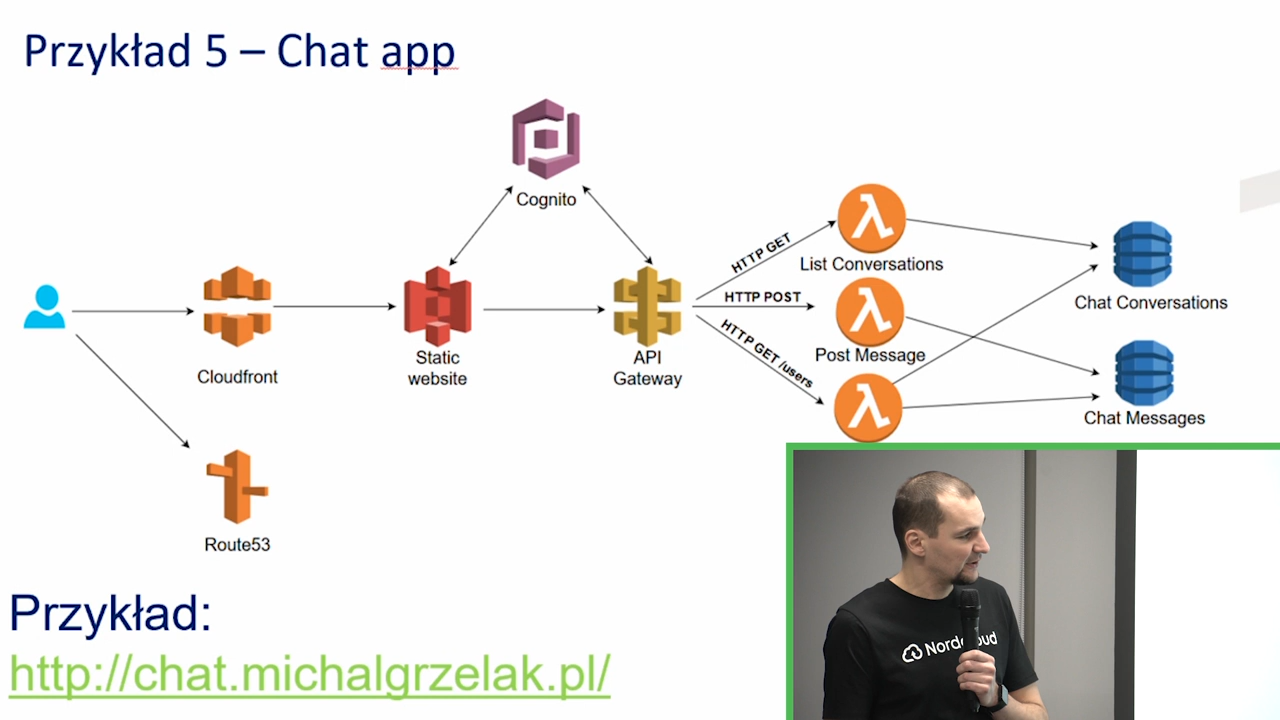 Przykład 5 – Chat app
Cognito
HTTP GET
List Conversations
HTTP POST
Chat Conversations
Post Message
HTTP GET /users
Static
website
API
Gateway
Cloudfront
Chat Messages
Route53
Przykład:
http://chat.michalgrzelak.pl/